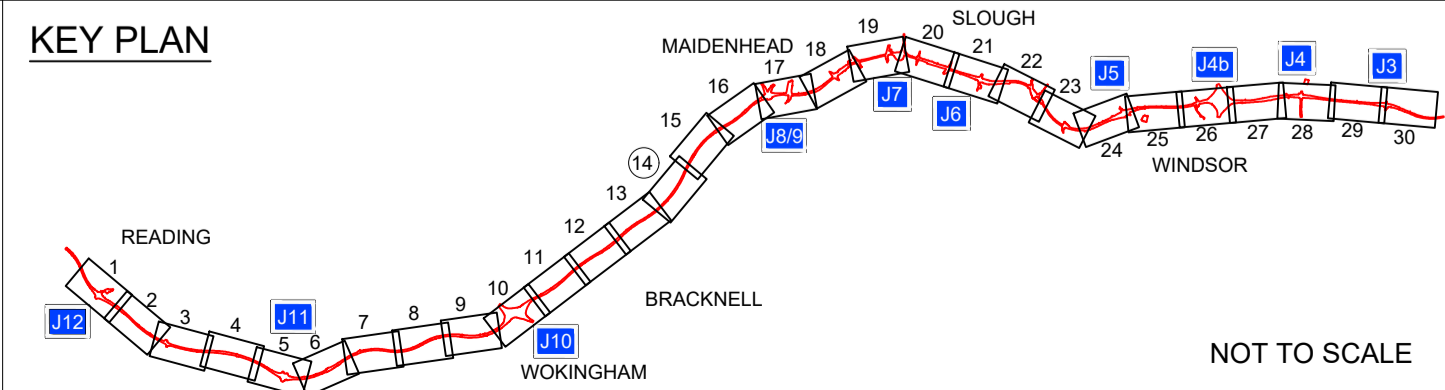 KEY PLAN
READING
1
J12
2
3
4
J11
5
6
7
8
9
10
J10
WOKINGHAM
11
12
13
BRACKNELL
14
15
16
MAIDENHEAD
17
J8/9
18
19
J7
SLOUGH
20
J6
21
22
23
J5
24
25
J4b
26
WINDSOR
27
J4
28
29
J3
30
NOT TO SCALE